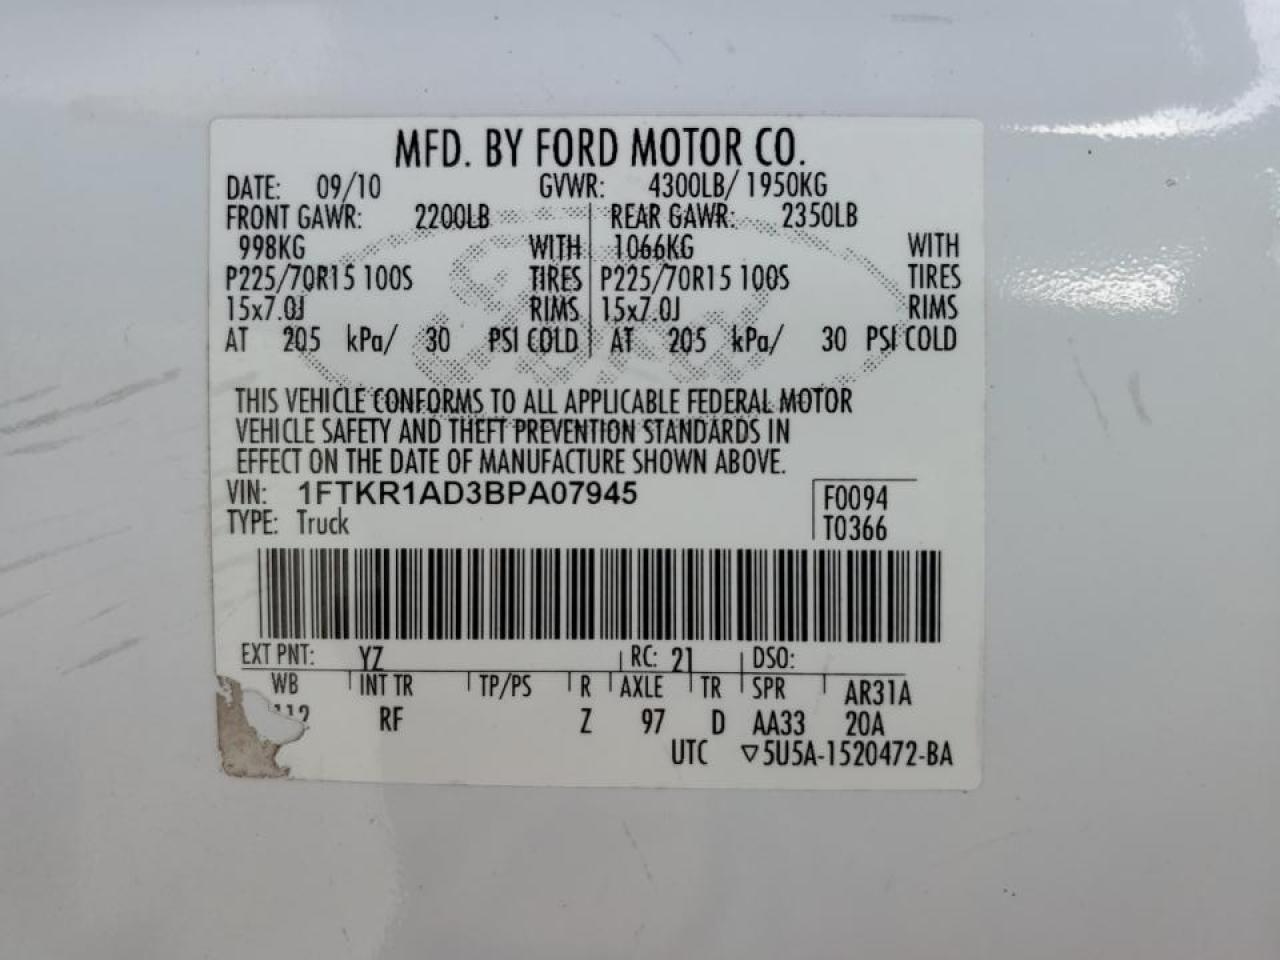 MFD. BY FORD MOTOR CO.
DATE: 09/10 GVWR: 4300LB/ 1950KG
FRONT GAWR: 2200LB REAR GAWR: 2350LB
998KG WITH 1066KG WITH
P225/70R15 100S TIRES P225/70R15 100S TIRES
15x7.0J RIMS 15x7.0J RIMS
AT 205 kPa/ 30 PSI COLD AT 205 kPa/ 30 PSI COLD
THIS VEHICLE CONFORMS TO ALL APPLICABLE FEDERAL MOTOR
VEHICLE SAFETY AND THEFT PREVENTION STANDARDS IN
EFFECT ON THE DATE OF MANUFACTURE SHOWN ABOVE.
VIN: 1FTKR1AD3BPA07945 F0094
TYPE: Truck T0366
EXT PNT: YZ RC: 21 DSO:
WB INT TR TP/PS R AXLE TR SPR AR31A
112 RF Z 97 D AA33 20A
UTC ▽5U5A-1520472-BA